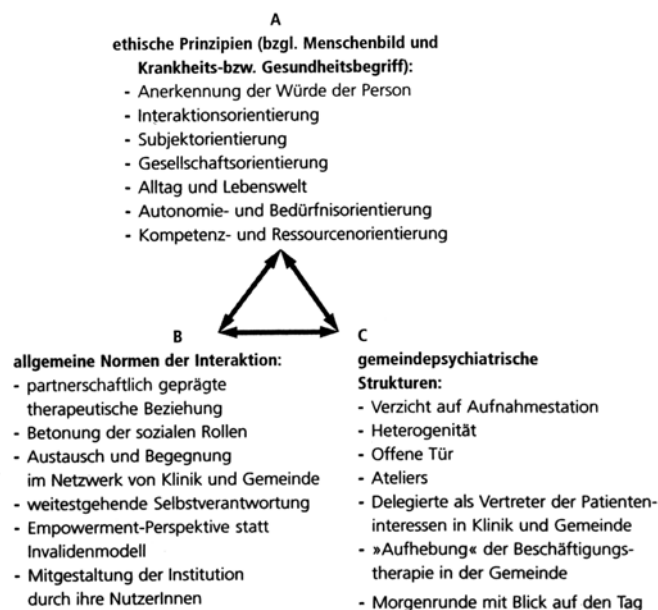 A
ethische Prinzipien (bzgl. Menschenbild und
Krankheits-bzw. Gesundheitsbegriff):
- Anerkennung der Würde der Person
- Interaktionsorientierung
- Subjektorientierung
- Gesellschaftsorientierung
- Alltag und Lebenswelt
- Autonomie- und Bedürfnisorientierung
- Kompetenz- und Ressourcenorientierung
B
allgemeine Normen der Interaktion:
- partnerschaftlich geprägte
therapeutische Beziehung
- Betonung der sozialen Rollen
- Austausch und Begegnung
im Netzwerk von Klinik und Gemeinde
- weitestgehende Selbstverantwortung
- Empowerment-Perspektive statt
Invalidenmodell
- Mitgestaltung der Institution
durch ihre NutzerInnen
C
gemeindepsychiatrische
Strukturen:
- Verzicht auf Aufnahmestation
- Heterogenität
- Offene Tür
- Ateliers
- Delegierte als Vertreter der Patienten-
interessen in Klinik und Gemeinde
- »Aufhebung« der Beschäftigungs-
therapie in der Gemeinde
- Morgenrunde mit Blick auf den Tag